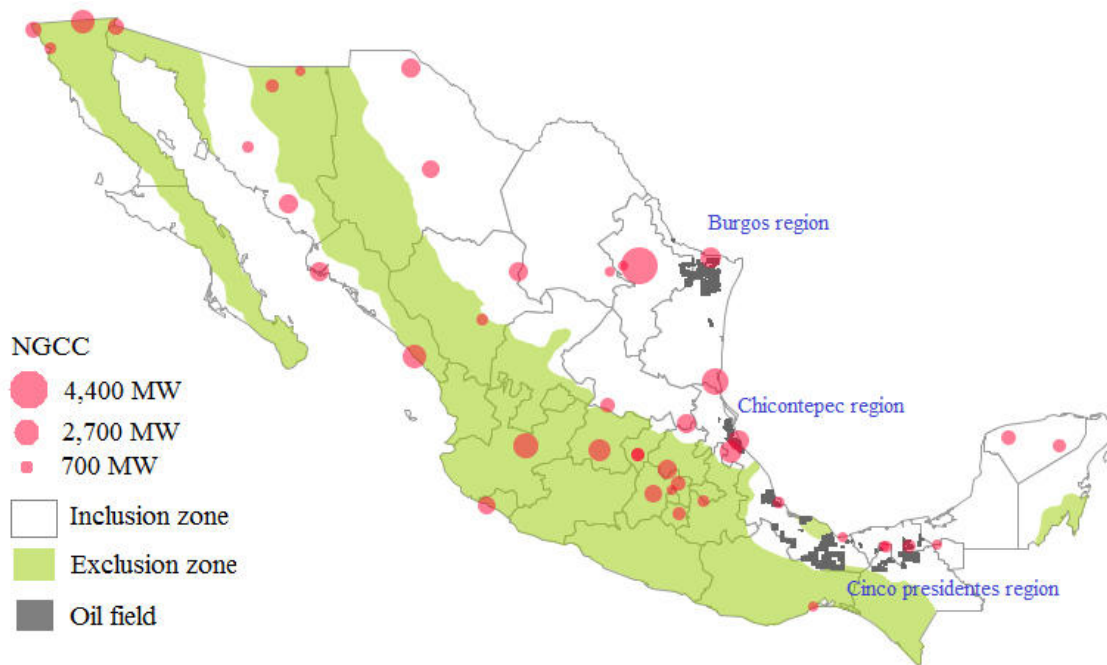 Burgos region
NGCC
4,400 MW
Chicontepec region
2,700 MW
700 MW
Inclusion zone
Exclusion zone
Cinco presidentes region
Oil field